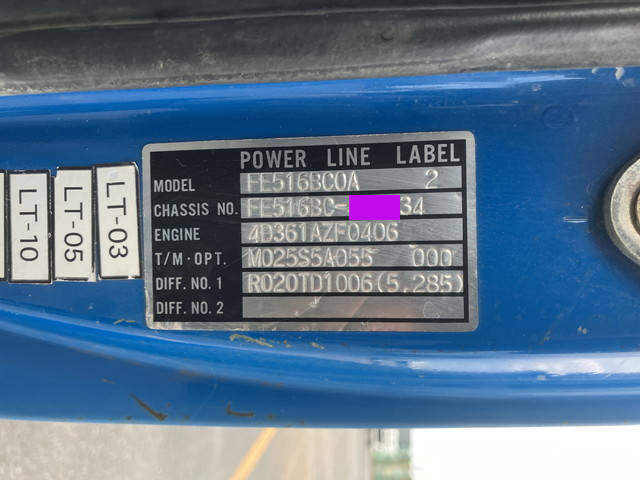 POWER LINE LABEL
MODEL FE516BC0A 2
CHASSIS NO. FE516BC- 34
ENGINE 4D361AZF0406
T/M·OPT. M025S5A055 000
DIFF. NO. 1 R020TD1006(5.285)
DIFF. NO. 2
LT-10
LT-05
LT-03